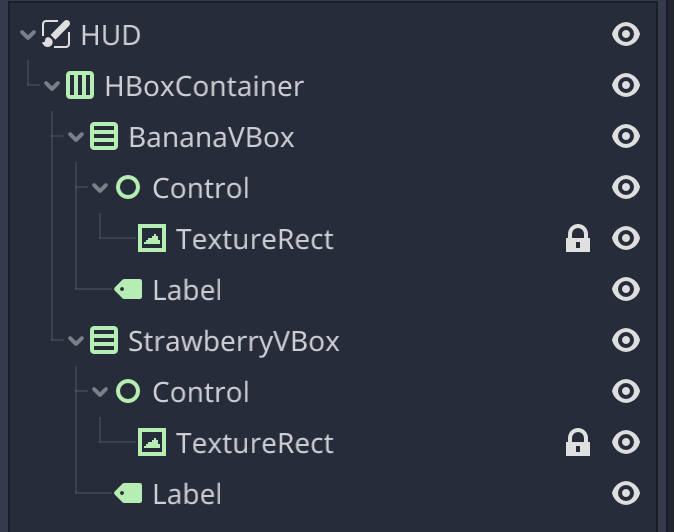 HUD
HBoxContainer
BananaVBox
Control
TextureRect
Label
StrawberryVBox
Control
TextureRect
Label